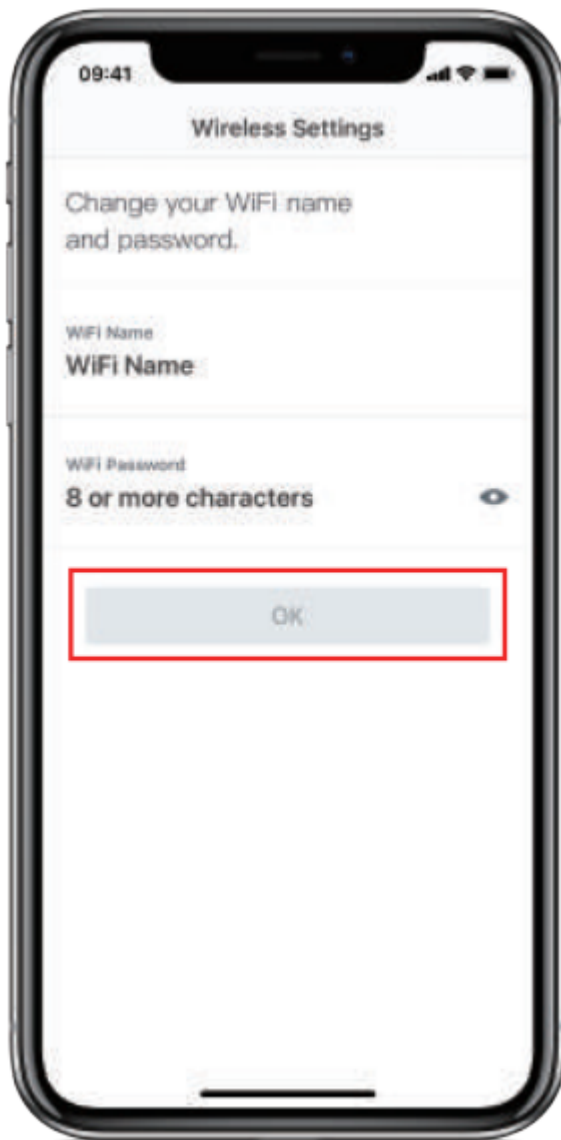 09:41
Wireless Settings
Change your WiFi name
and password.
WiFi Name
WiFi Name
WiFi Password
8 or more characters
OK